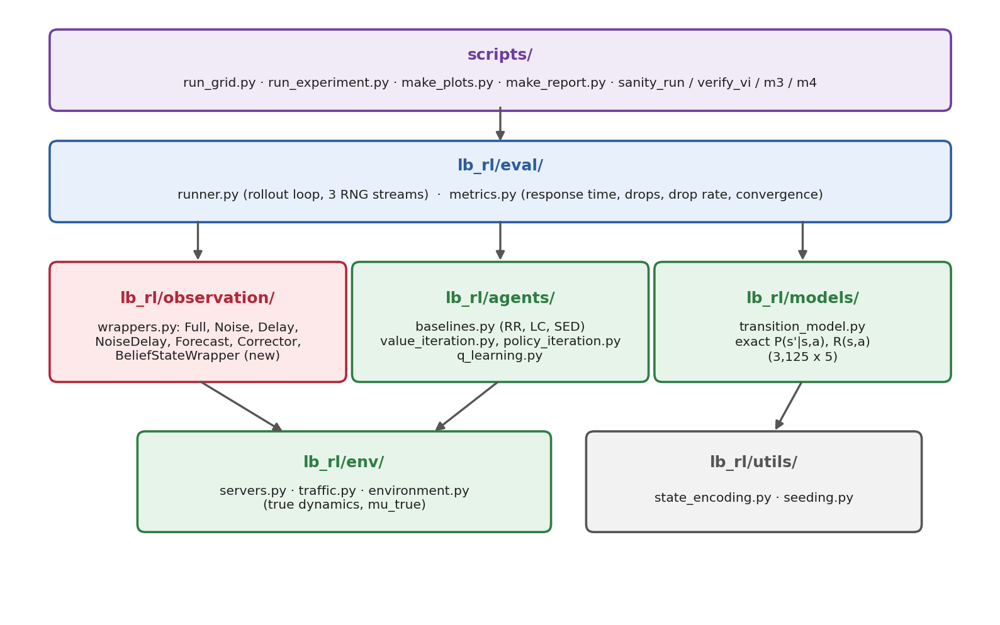 scripts/
run_grid.py · run_experiment.py · make_plots.py · make_report.py · sanity_run / verify_vi / m3 / m4
lb_rl/eval/
runner.py (rollout loop, 3 RNG streams)  ·  metrics.py (response time, drops, drop rate, convergence)
lb_rl/observation/
wrappers.py: Full, Noise, Delay,
NoiseDelay, Forecast, Corrector,
BeliefStateWrapper (new)
lb_rl/agents/
baselines.py (RR, LC, SED)
value_iteration.py, policy_iteration.py
q_learning.py
lb_rl/models/
transition_model.py
exact P(s'|s,a), R(s,a)
(3,125 x 5)
lb_rl/env/
servers.py · traffic.py · environment.py
(true dynamics, mu_true)
lb_rl/utils/
state_encoding.py · seeding.py